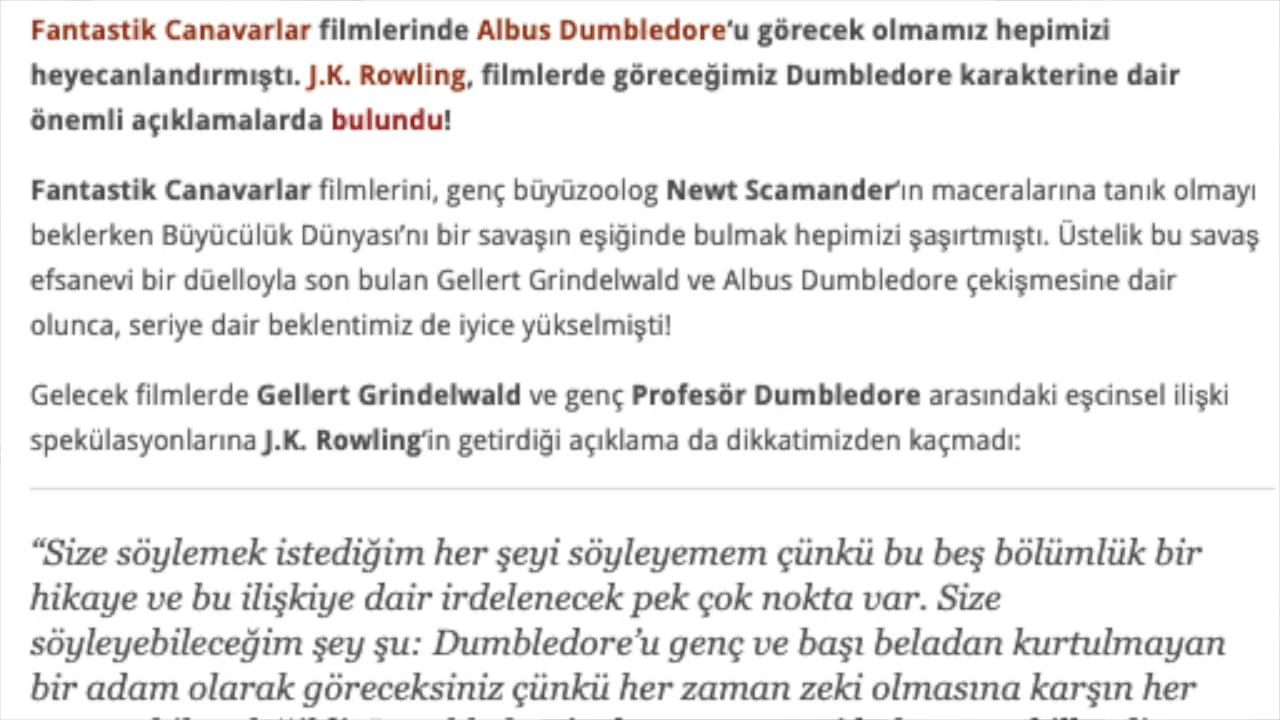 Fantastik Canavarlar filmlerinde Albus Dumbledore'u görecek olmamız hepimizi
heyecanlandırmıştı. J.K. Rowling, filmlerde göreceğimiz Dumbledore karakterine dair
önemli açıklamalarda bulundu!
Fantastik Canavarlar filmlerini, genç büyüzoolog Newt Scamander'ın maceralarına tanık olmayı
beklerken Büyücülük Dünyası'nı bir savaşın eşiğinde bulmak hepimizi şaşırtmıştı. Üstelik bu savaş
efsanevi bir düelloyla son bulan Gellert Grindelwald ve Albus Dumbledore çekişmesine dair
olunca, seriye dair beklentimiz de iyice yükselmişti!
Gelecek filmlerde Gellert Grindelwald ve genç Profesör Dumbledore arasındaki eşcinsel ilişki
spekülasyonlarına J.K. Rowling'in getirdiği açıklama da dikkatimizden kaçmadı:
“Size söylemek istediğim her şeyi söyleyemem çünkü bu beş bölümlük bir
hikaye ve bu ilişkiye dair irdelenecek pek çok nokta var. Size
söyleyebileceğim şey şu: Dumbledore’u genç ve başı beladan kurtulmayan
bir adam olarak göreceksiniz çünkü her zaman zeki olmasına karşın her